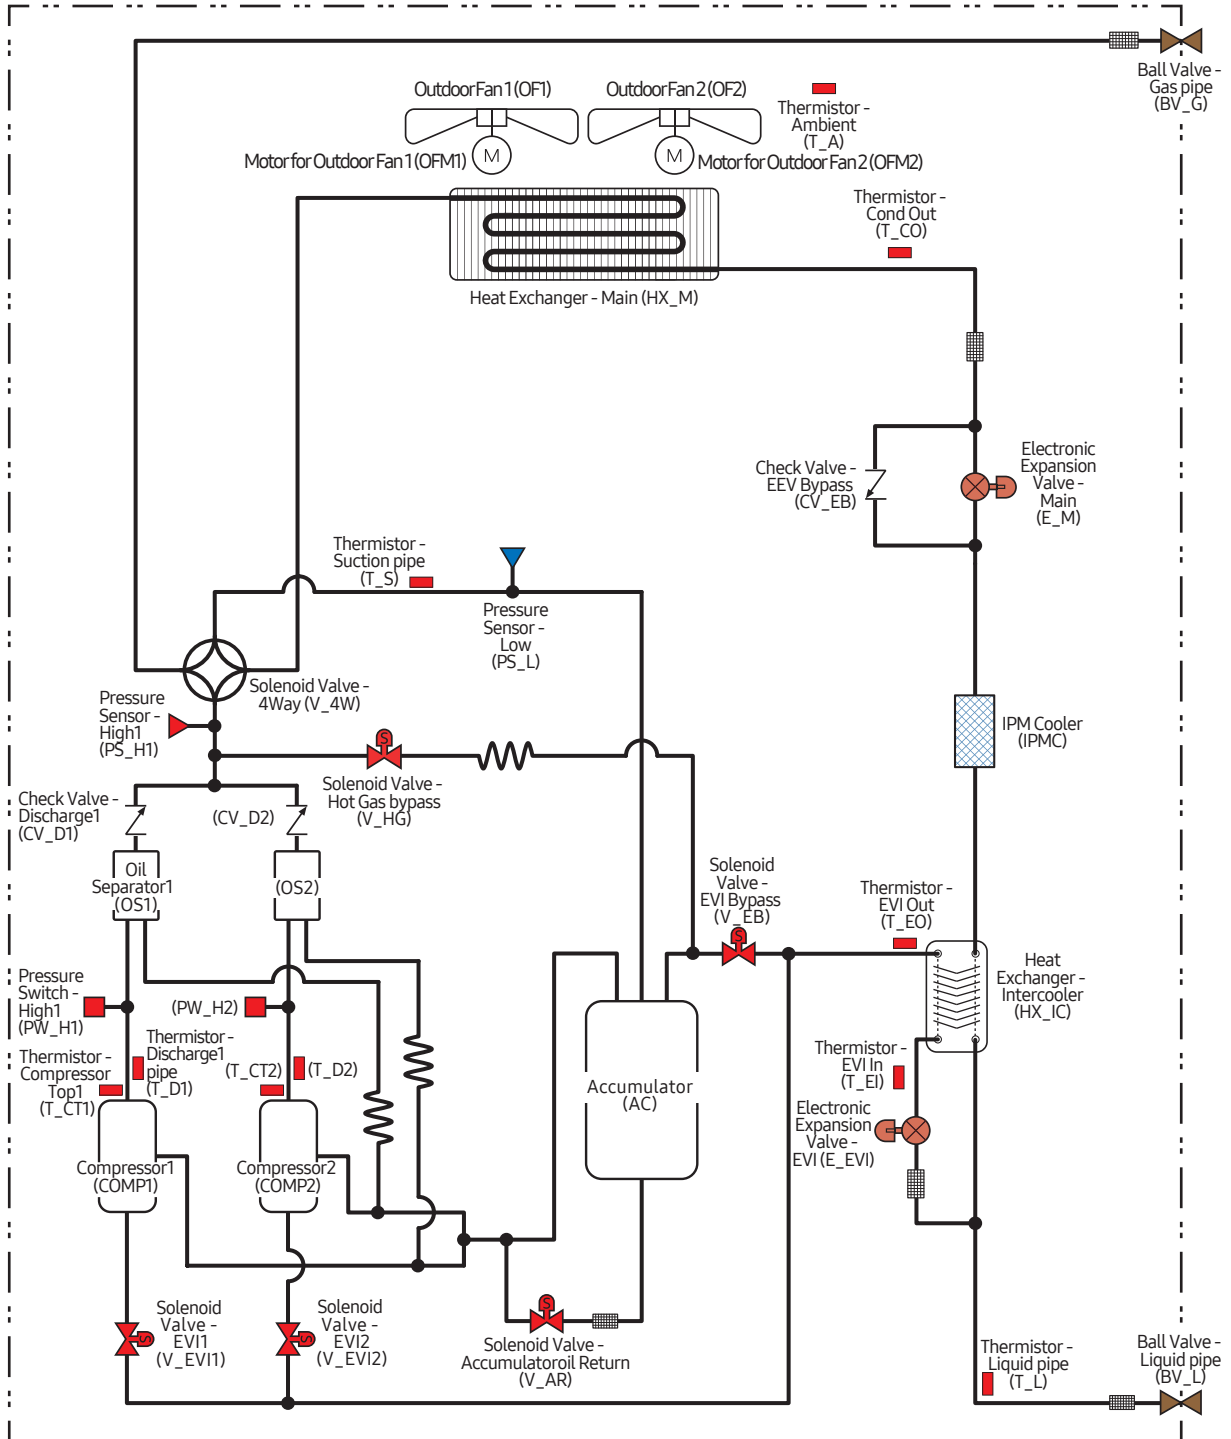 Ball Valve -
Gas pipe
(BV_G)
OutdoorFan 1 (OF1)
OutdoorFan 2 (OF2)
Thermistor -
Ambient
(T_A)
M
M
Motor for Outdoor Fan 1 (OFM1)
Motor for Outdoor Fan 2 (OFM2)
Thermistor -
Cond Out
(T_CO)
Heat Exchanger - Main (HX_M)
Check Valve -
EEV Bypass
(CV_EB)
Electronic
Expansion
Valve -
Main
(E_M)
Thermistor -
Suction pipe
(T_S)
Pressure
Sensor -
Low
(PS_L)
Solenoid Valve -
4Way (V_4W)
Pressure
Sensor -
High1
(PS_H1)
IPM Cooler
(IPMC)
S
Solenoid Valve -
Hot Gas bypass
(V_HG)
Check Valve -
Discharge1
(CV_D1)
(CV_D2)
Oil
Separator1
(OS1)
(OS2)
Solenoid
Valve -
EVI Bypass
(V_EB)
S
Thermistor -
EVI Out
(T_EO)
Heat
Exchanger -
Intercooler
(HX_IC)
Pressure
Switch -
High1
(PW_H1)
(PW_H2)
Thermistor -
Discharge1
pipe
(T_D1)
Thermistor -
Compressor
Top1
(T_CT1)
(T_CT2)
(T_D2)
Thermistor -
EVI In
(T_EI)
Accumulator
(AC)
Electronic
Expansion
Valve -
EVI (E_EVI)
Compressor1
(COMP1)
Compressor2
(COMP2)
Solenoid
Valve -
EVI1
(V_EVI1)
S
Solenoid
Valve -
EVI2
(V_EVI2)
S
S
Solenoid Valve -
Accumulatoroil Return
(V_AR)
Thermistor -
Liquid pipe
(T_L)
Ball Valve -
Liquid pipe
(BV_L)